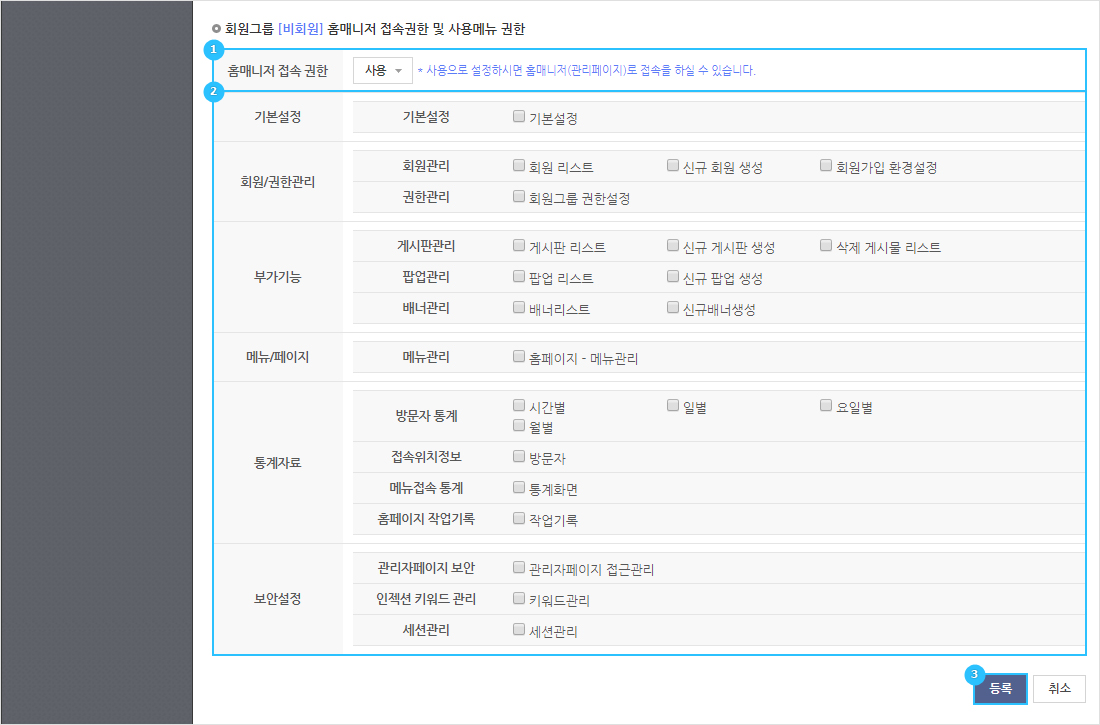 회원그룹 [비회원] 홈매니저 접속권한 및 사용메뉴 권한
1
홈매니저 접속 권한 사용 * 사용으로 설정하시면 홈매니저(관리페이지)로 접속을 하실 수 있습니다.
2
기본설정 기본설정 기본설정
회원/권한관리 회원관리 회원 리스트 신규 회원 생성 회원가입 환경설정
권한관리 회원그룹 권한설정
부가기능 게시판관리 게시판 리스트 신규 게시판 생성 삭제 게시물 리스트
팝업관리 팝업 리스트 신규 팝업 생성
배너관리 배너리스트 신규배너생성
메뉴/페이지 메뉴관리 홈페이지 - 메뉴관리
통계자료 방문자 통계 시간별 일별 요일별
월별
접속위치정보 방문자
메뉴접속 통계 통계화면
홈페이지 작업기록 작업기록
보안설정 관리자페이지 보안 관리자페이지 접근관리
인젝션 키워드 관리 키워드관리
세션관리 세션관리
3
등록 취소